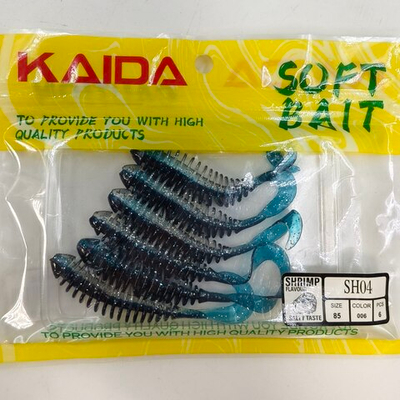 KAIDA
SOFT
BAIT
TO PROVIDE YOU WITH HIGH
QUALITY PRODUCTS
SHRIMP
FLAVOUR
SALTY TASTE
SH04
SIZE COLOR PCS
85 006 6
TO PROVIDE YOU WITH HIGH QUALITY PRODUCTS